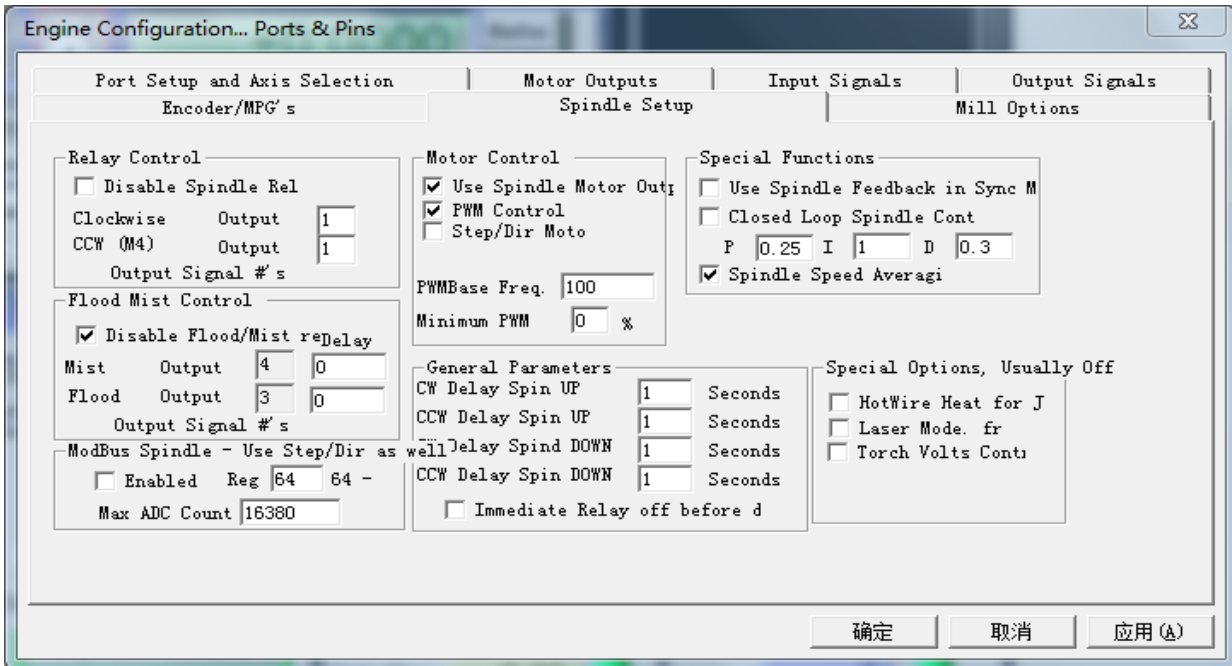 Engine Configuration... Ports & Pins
Port Setup and Axis Selection
Motor Outputs
Input Signals
Output Signals
Encoder/MPG's
Spindle Setup
Mill Options
Relay Control
Disable Spindle Rel
Clockwise Output 1
CCW (M4) Output 1
Output Signal #'s
Flood Mist Control
Disable Flood/Mist re
Delay
Mist Output 4 0
Flood Output 3 0
Output Signal #'s
ModBus Spindle - Use Step/Dir as well
Enabled Reg 64 64 -
Max ADC Count 16380
Motor Control
Use Spindle Motor Outp
PWM Control
Step/Dir Moto
PWMBase Freq. 100
Minimum PWM 0 %
General Parameters
CW Delay Spin UP 1 Seconds
CCW Delay Spin UP 1 Seconds
Delay Spind DOWN 1 Seconds
CCW Delay Spin DOWN 1 Seconds
Immediate Relay off before d
Special Functions
Use Spindle Feedback in Sync M
Closed Loop Spindle Cont
P 0.25 I 1 D 0.3
Spindle Speed Averagi
Special Options, Usually Off
HotWire Heat for J
Laser Mode. fr
Torch Volts Cont
确定
取消
应用(A)